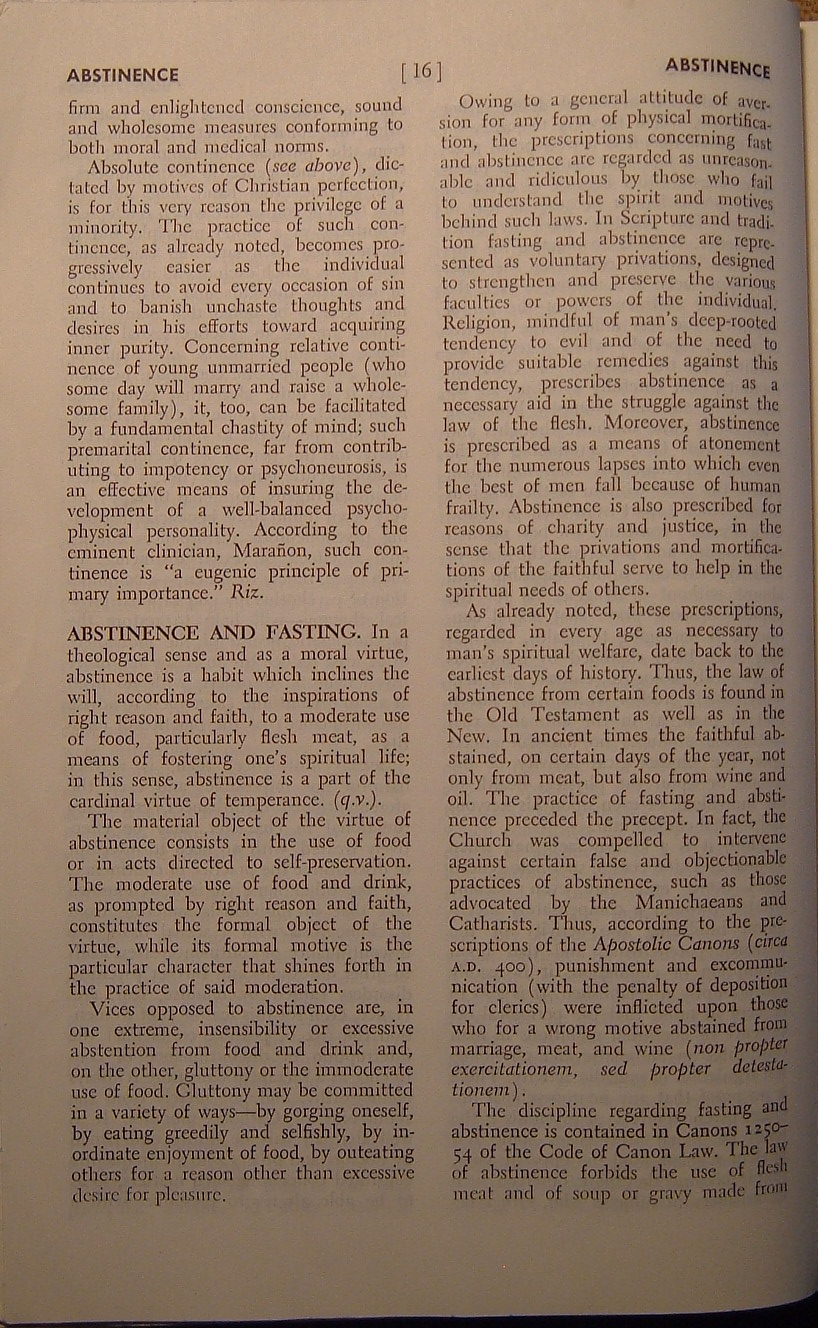 ABSTINENCE
[ 16 ]
ABSTINENCE
firm and enlightened conscience, sound
and wholesome measures conforming to
both moral and medical norms.
Absolute continence (see above), dic-
tated by motives of Christian perfection,
is for this very reason the privilege of a
minority. The practice of such con-
tinence, as already noted, becomes pro-
gressively easier as the individual
continues to avoid every occasion of sin
and to banish unchaste thoughts and
desires in his efforts toward acquiring
inner purity. Concerning relative conti-
nence of young unmarried people (who
some day will marry and raise a whole-
some family), it, too, can be facilitated
by a fundamental chastity of mind; such
premarital continence, far from contrib-
uting to impotency or psychoneurosis, is
an effective means of insuring the de-
velopment of a well-balanced psycho-
physical personality. According to the
eminent clinician, Marañon, such con-
tinence is “a eugenic principle of pri-
mary importance.” Riz.
ABSTINENCE AND FASTING. In a
theological sense and as a moral virtue,
abstinence is a habit which inclines the
will, according to the inspirations of
right reason and faith, to a moderate use
of food, particularly flesh meat, as a
means of fostering one’s spiritual life;
in this sense, abstinence is a part of the
cardinal virtue of temperance. (q.v.).
The material object of the virtue of
abstinence consists in the use of food
or in acts directed to self-preservation.
The moderate use of food and drink,
as prompted by right reason and faith,
constitutes the formal object of the
virtue, while its formal motive is the
particular character that shines forth in
the practice of said moderation.
Vices opposed to abstinence are, in
one extreme, insensibility or excessive
abstention from food and drink and,
on the other, gluttony or the immoderate
use of food. Gluttony may be committed
in a variety of ways—by gorging oneself,
by eating greedily and selfishly, by in-
ordinate enjoyment of food, by outeating
others for a reason other than excessive
desire for pleasure.
Owing to a general attitude of aver-
sion for any form of physical mortifica-
tion, the prescriptions concerning fast
and abstinence are regarded as unreason-
able and ridiculous by those who fail
to understand the spirit and motives
behind such laws. In Scripture and tradi-
tion fasting and abstinence are repre-
sented as voluntary privations, designed
to strengthen and preserve the various
faculties or powers of the individual.
Religion, mindful of man’s deep-rooted
tendency to evil and of the need to
provide suitable remedies against this
tendency, prescribes abstinence as a
necessary aid in the struggle against the
law of the flesh. Moreover, abstinence
is prescribed as a means of atonement
for the numerous lapses into which even
the best of men fall because of human
frailty. Abstinence is also prescribed for
reasons of charity and justice, in the
sense that the privations and mortifica-
tions of the faithful serve to help in the
spiritual needs of others.
As already noted, these prescriptions,
regarded in every age as necessary to
man’s spiritual welfare, date back to the
earliest days of history. Thus, the law of
abstinence from certain foods is found in
the Old Testament as well as in the
New. In ancient times the faithful ab-
stained, on certain days of the year, not
only from meat, but also from wine and
oil. The practice of fasting and absti-
nence preceded the precept. In fact, the
Church was compelled to intervene
against certain false and objectionable
practices of abstinence, such as those
advocated by the Manichaeans and
Catharists. Thus, according to the pre-
scriptions of the Apostolic Canons (circa
A.D. 400), punishment and excommu-
nication (with the penalty of deposition
for clerics) were inflicted upon those
who for a wrong motive abstained from
marriage, meat, and wine (non propter
exercitationem, sed propter detesta-
tionem).
The discipline regarding fasting and
abstinence is contained in Canons 1250–
54 of the Code of Canon Law. The law
of abstinence forbids the use of flesh
meat and of soup or gravy made from